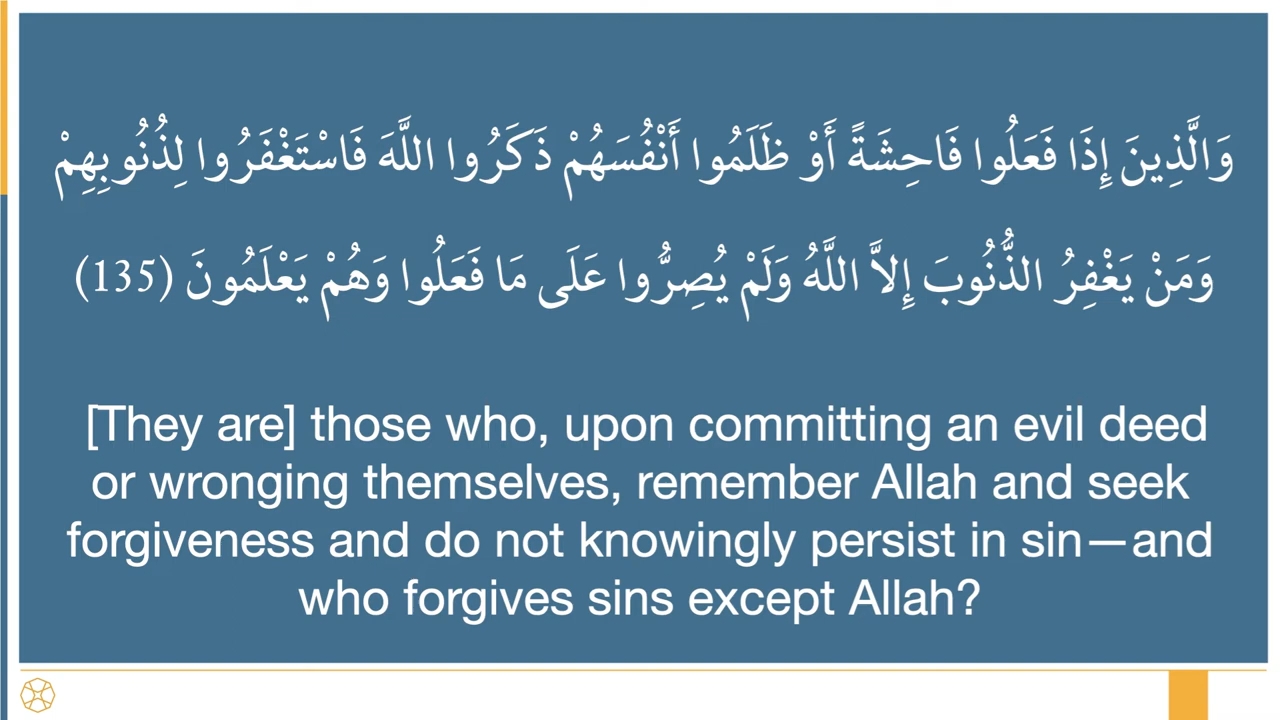 وَالَّذِينَ إِذَا فَعَلُوا فَاحِشَةً أَوْ ظَلَمُوا أَنْفُسَهُمْ ذَكَرُوا اللَّهَ فَاسْتَغْفَرُوا لِذُنُوبِهِمْ
وَمَنْ يَغْفِرُ الذُّنُوبَ إِلاَّ اللَّهُ وَلَمْ يُصِرُّوا عَلَى مَا فَعَلُوا وَهُمْ يَعْلَمُونَ (135)
[They are] those who, upon committing an evil deed
or wronging themselves, remember Allah and seek
forgiveness and do not knowingly persist in sin—and
who forgives sins except Allah?